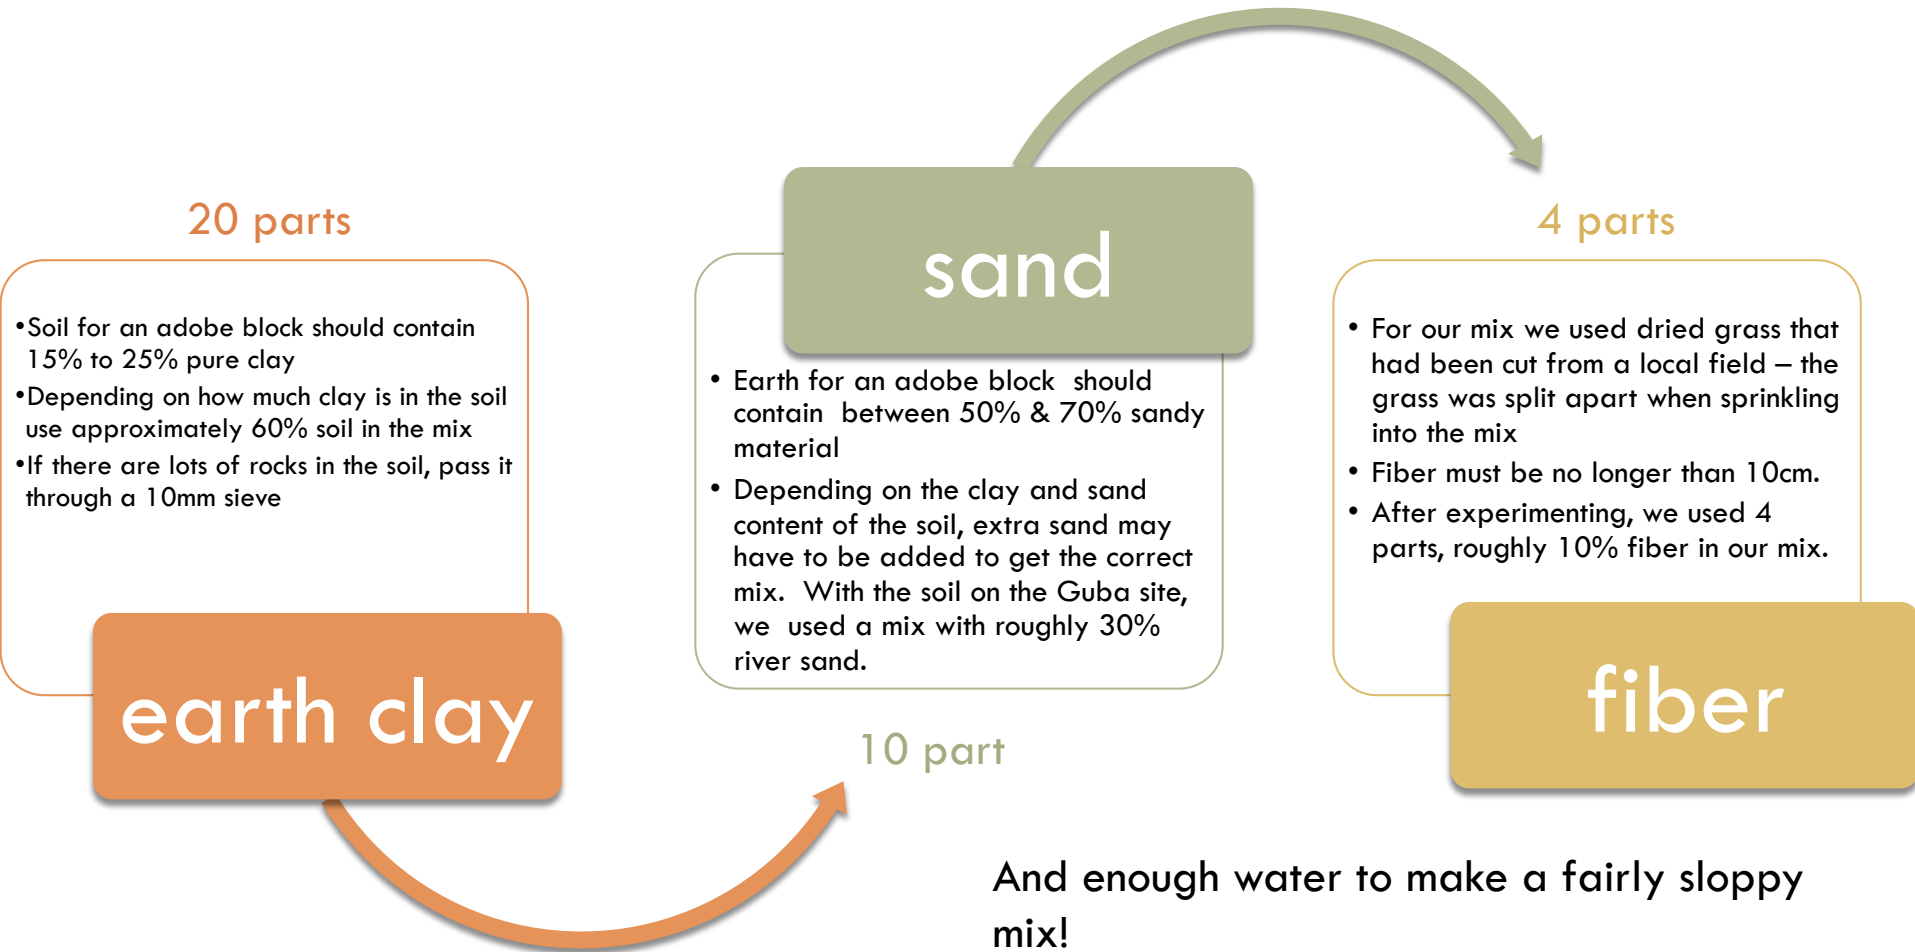 20 parts
•Soil for an adobe block should contain
15% to 25% pure clay
•Depending on how much clay is in the soil
use approximately 60% soil in the mix
•If there are lots of rocks in the soil, pass it
through a 10mm sieve
earth clay
sand
• Earth for an adobe block should
contain between 50% & 70% sandy
material
• Depending on the clay and sand
content of the soil, extra sand may
have to be added to get the correct
mix. With the soil on the Guba site,
we used a mix with roughly 30%
river sand.
10 part
4 parts
• For our mix we used dried grass that
had been cut from a local field – the
grass was split apart when sprinkling
into the mix
• Fiber must be no longer than 10cm.
• After experimenting, we used 4
parts, roughly 10% fiber in our mix.
fiber
And enough water to make a fairly sloppy
mix!